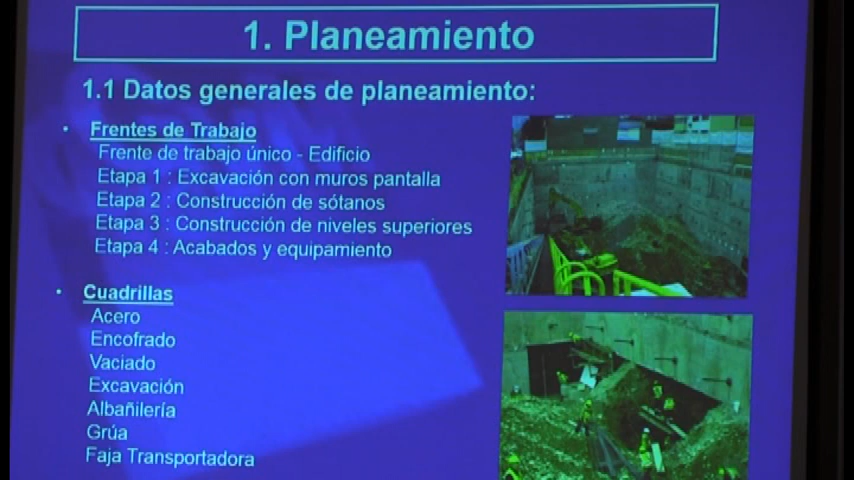 1. Planeamiento
1.1 Datos generales de planeamiento:
• Frentes de Trabajo
Frente de trabajo único - Edificio
Etapa 1 : Excavación con muros pantalla
Etapa 2 : Construcción de sótanos
Etapa 3 : Construcción de niveles superiores
Etapa 4 : Acabados y equipamiento
• Cuadrillas
Acero
Encofrado
Vaciado
Excavación
Albañilería
Grúa
Faja Transportadora